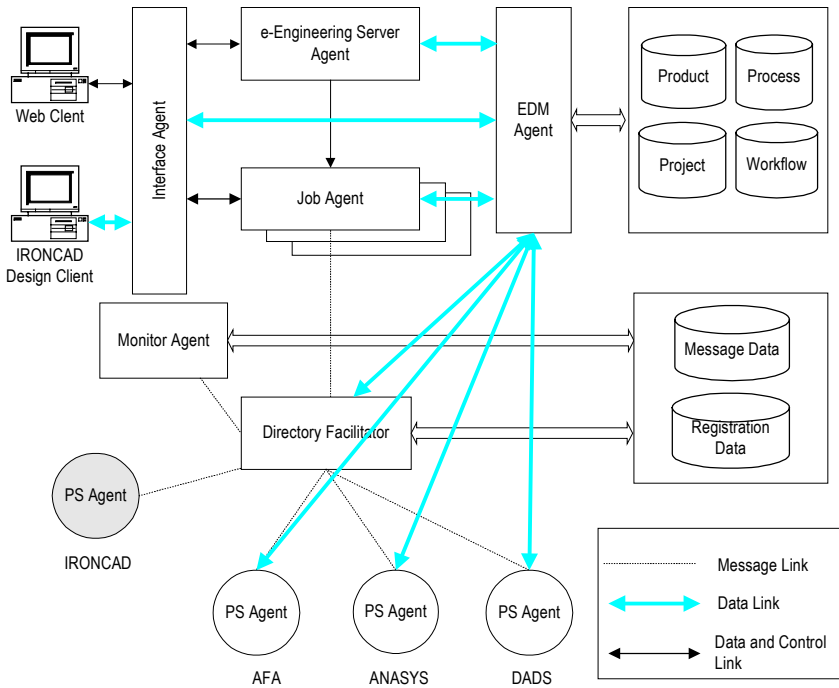 Web Clent
IRONCAD
Design Client
Interface Agent
e-Engineering Server
Agent
Job Agent
EDM
Agent
Product
Process
Project
Workflow
Monitor Agent
Message Data
Directory Facilitator
Registration
Data
PS Agent
IRONCAD
PS Agent
PS Agent
PS Agent
AFA
ANASYS
DADS
Message Link
Data Link
Data and Control
Link